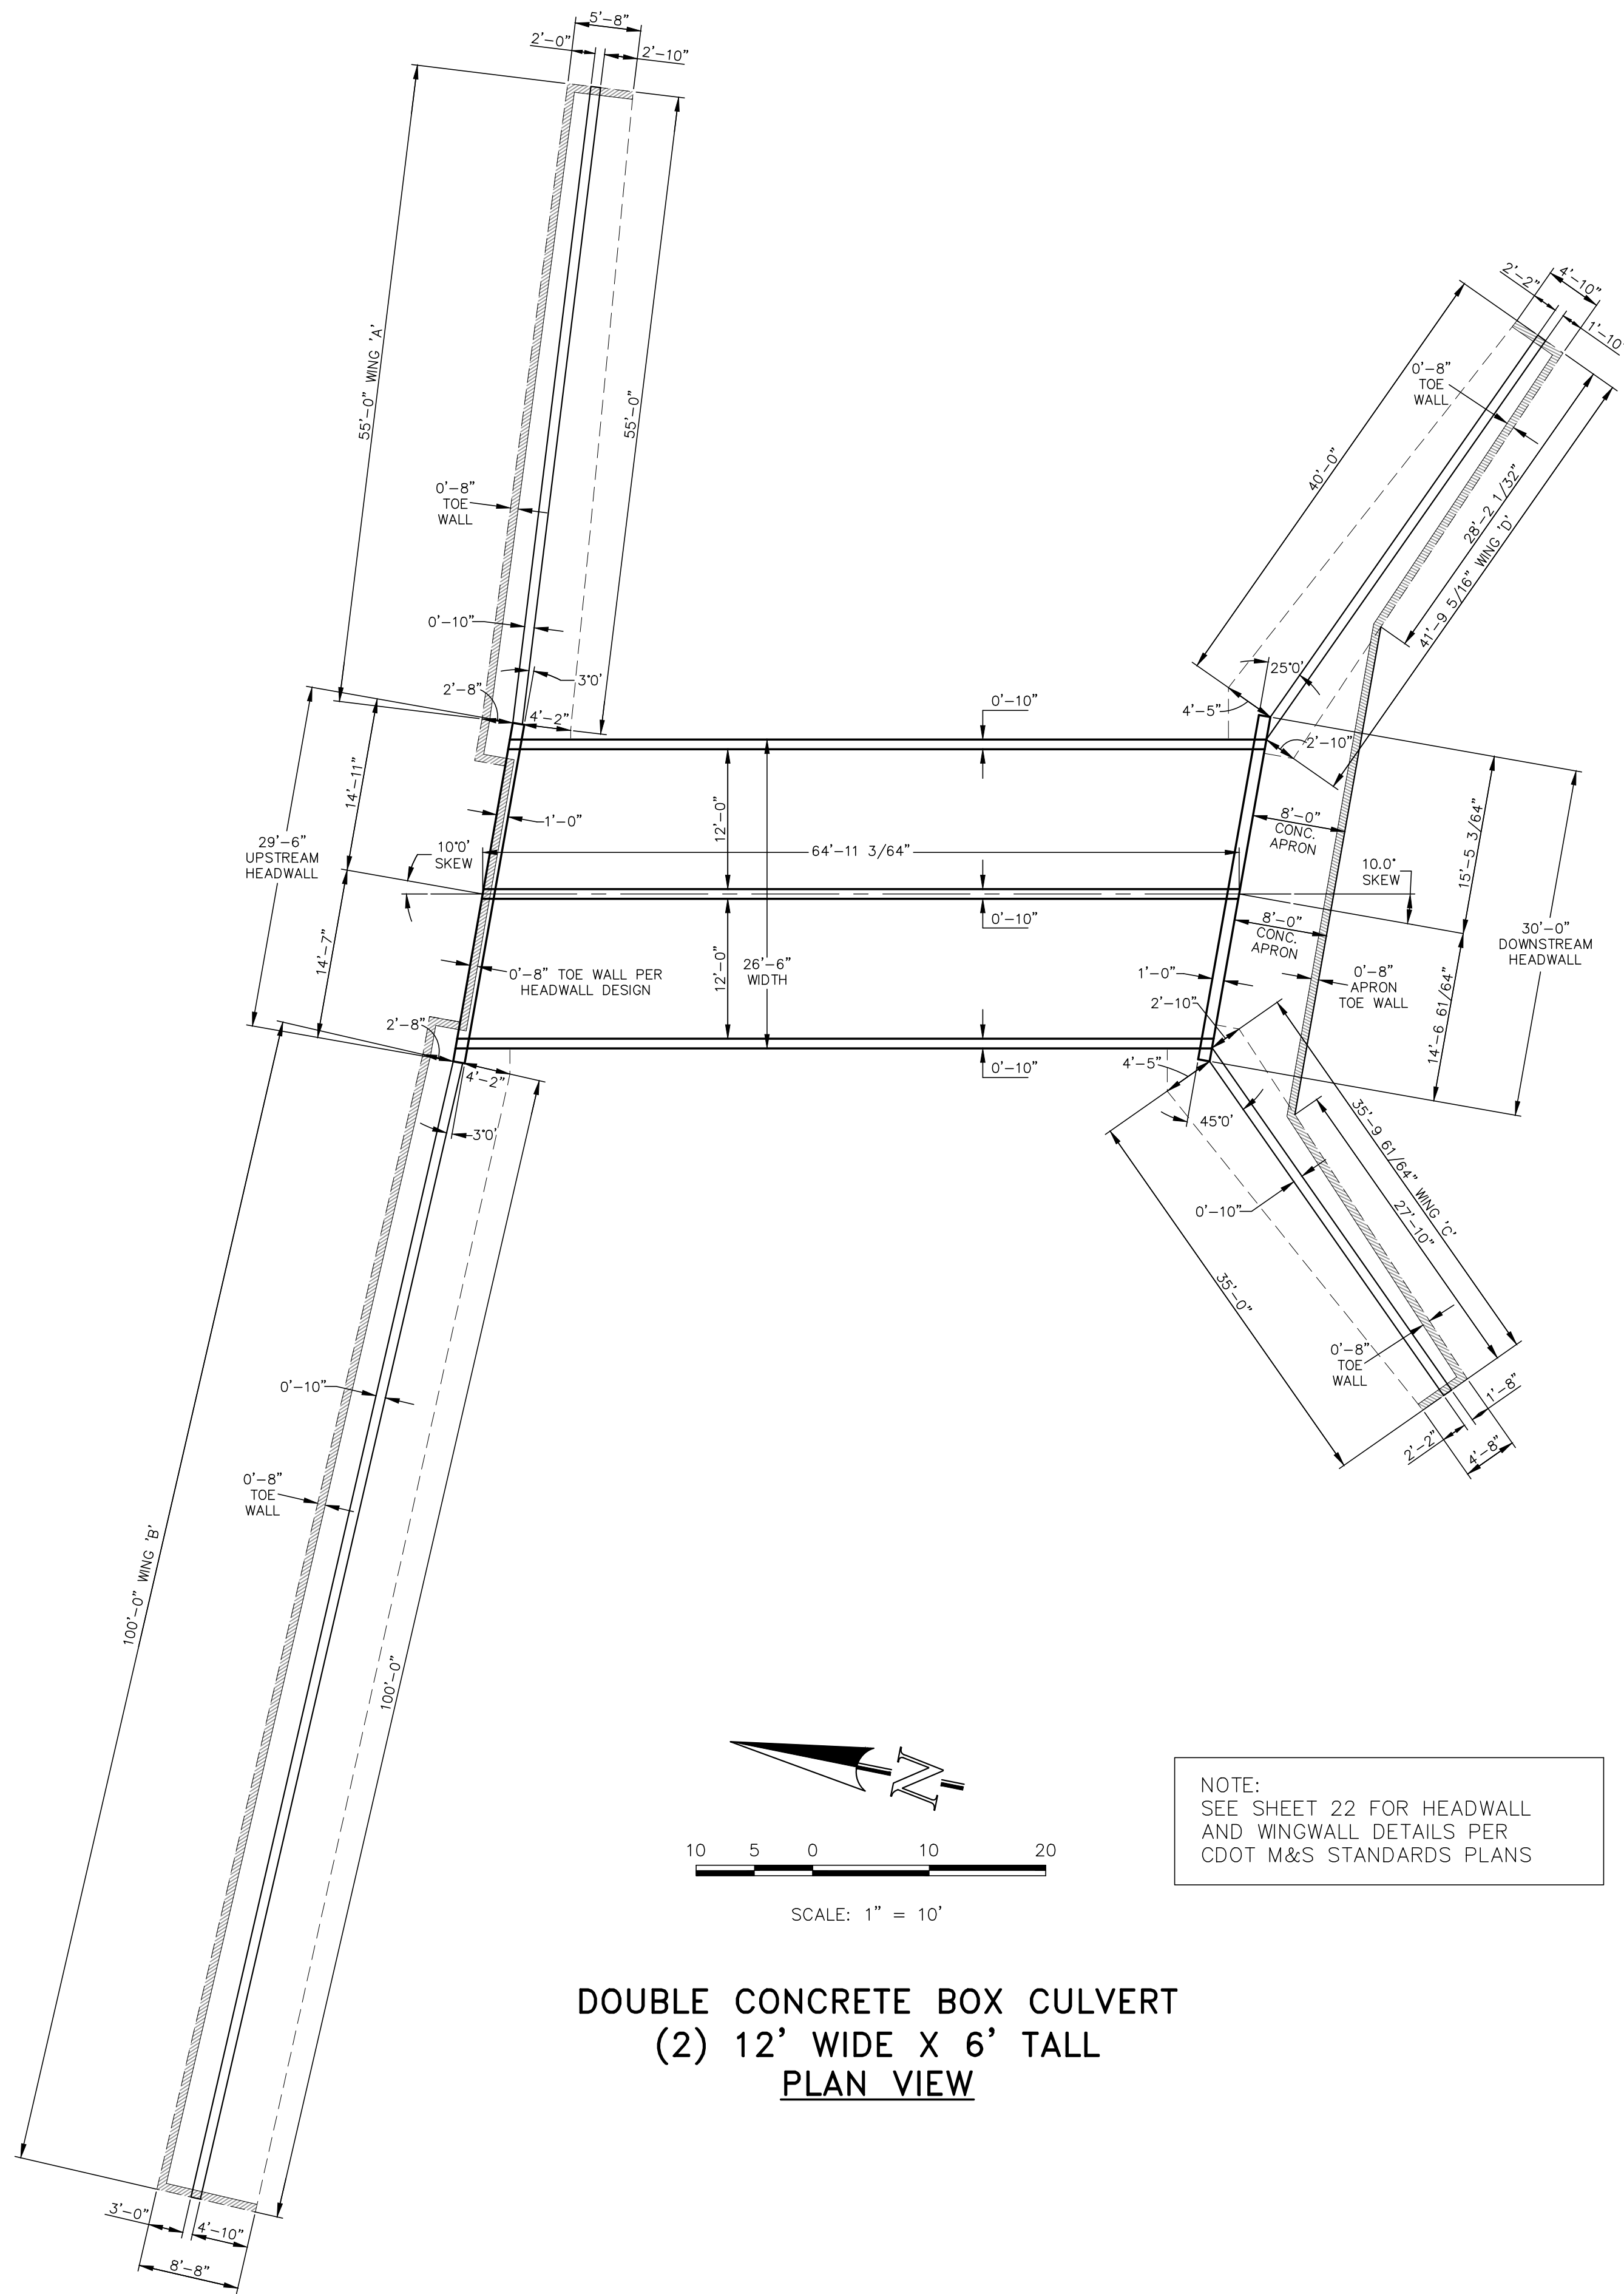 5'-8"
2'-0"
2'-10"
55'-0" WING 'A'
55'-0"
0'-8"
TOE
WALL
0'-10"
3°0'
2'-8"
4'-2"
14'-11"
29'-6"
UPSTREAM
HEADWALL
14'-7"
10°0'
SKEW
1'-0"
12'-0"
0'-10"
64'-11 3/64"
0'-10"
12'-0"
26'-6"
WIDTH
0'-8" TOE WALL PER
HEADWALL DESIGN
0'-10"
2'-8"
4'-2"
3°0'
100'-0" WING 'B'
100'-0"
0'-10"
0'-8"
TOE
WALL
3'-0"
4'-10"
8'-8"
2'-2"
4'-10"
1'-10
0'-8"
TOE
WALL
40'-0"
28'-2 1/32"
41'-9 5/16" WING 'D'
25°0'
4'-5"
2'-10"
8'-0"
CONC.
APRON
15'-5 3/64"
10.0°
SKEW
8'-0"
CONC.
APRON
30'-0"
DOWNSTREAM
HEADWALL
1'-0"
0'-8"
APRON
TOE WALL
14'-6 61/64"
2'-10"
4'-5"
45°0'
35'-9 61/64" WING 'C'
27'-10"
0'-10"
35'-0"
0'-8"
TOE
WALL
1'-8"
2'-2"
4'-8"
N
10 5 0 10 20
SCALE: 1" = 10'
NOTE:
SEE SHEET 22 FOR HEADWALL
AND WINGWALL DETAILS PER
CDOT M&S STANDARDS PLANS
DOUBLE CONCRETE BOX CULVERT
(2) 12' WIDE X 6' TALL
PLAN VIEW